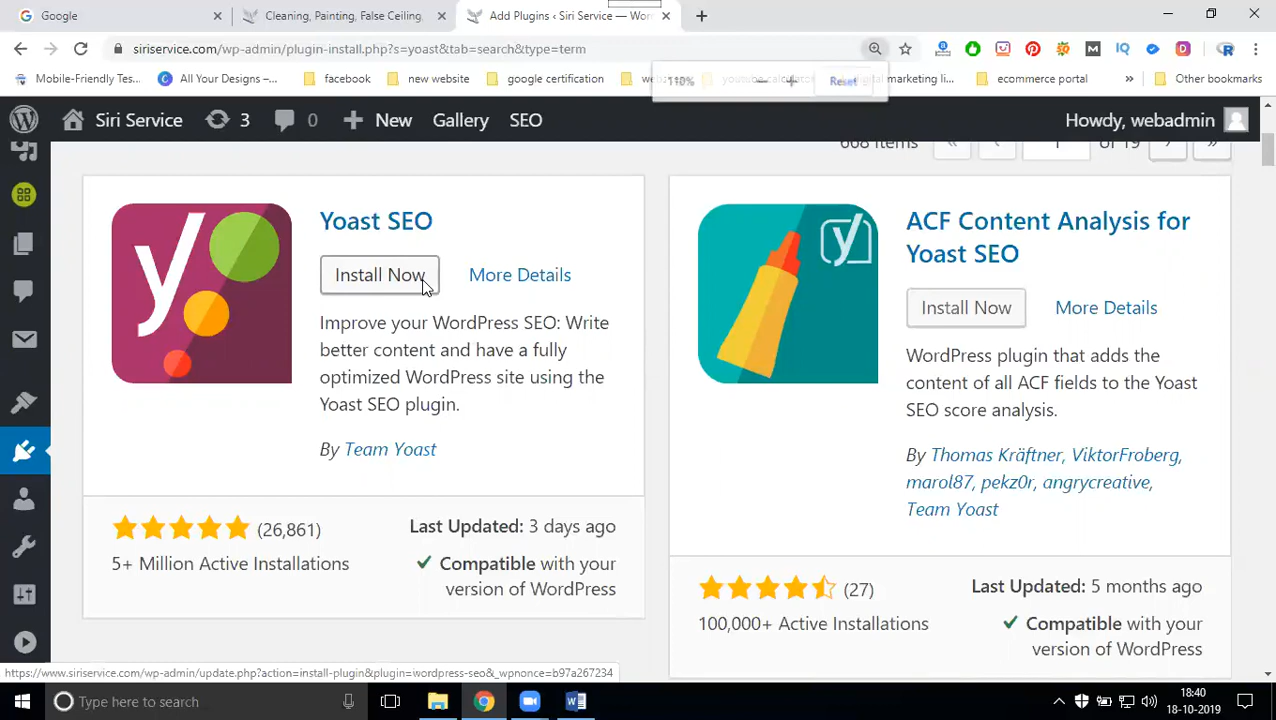 Google
Cleaning, Painting, False Ceiling,
Add Plugins ‹ Siri Service — Wor
siriservice.com/wp-admin/plugin-install.php?s=yoast&tab=search&type=term
Mobile-Friendly Tes...
All Your Designs –...
facebook
new website
google certification
ital marketing li...
ecommerce portal
»
Other bookmarks
110%
Reset
Siri Service
3
0
New
Gallery
SEO
Howdy, webadmin
668 items
«
‹
1
of 19
›
»
Yoast SEO
Install Now
More Details
Improve your WordPress SEO: Write
better content and have a fully
optimized WordPress site using the
Yoast SEO plugin.
By Team Yoast
(26,861)
Last Updated: 3 days ago
5+ Million Active Installations
Compatible with your
version of WordPress
ACF Content Analysis for
Yoast SEO
Install Now
More Details
WordPress plugin that adds the
content of all ACF fields to the Yoast
SEO score analysis.
By Thomas Kräftner, ViktorFroberg,
marol87, pekz0r, angrycreative,
Team Yoast
(27)
Last Updated: 5 months ago
100,000+ Active Installations
Compatible with your
version of WordPress
https://www.siriservice.com/wp-admin/update.php?action=install-plugin&plugin=wordpress-seo&_wpnonce=b97a267234
Type here to search
18:40
18-10-2019